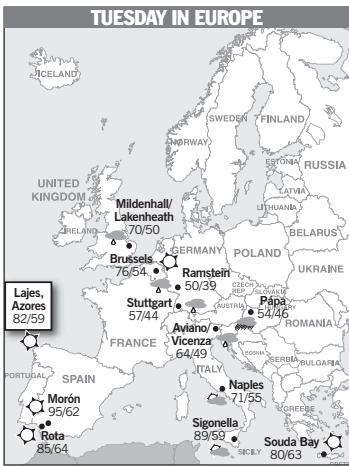 TUESDAY IN EUROPE
ICELAND
SWEDEN
FINLAND
NORWAY
ESTONIA
RUSSIA
LATVIA
LITHUANIA
UNITED
KINGDOM
Mildenhall/
Lakenheath
70/50
IRELAND
BELARUS
Brussels
76/54
GERMANY
POLAND
UKRAINE
Ramstein
50/39
Lajes,
Azores
82/59
CZECH
REP.
SLOVAKIA
Stuttgart
57/44
AUSTRIA
Pápa
54/46
HUNGARY
ROMANIA
FRANCE
Aviano/
Vicenza
64/49
BOSNIA
SERBIA
BULGARIA
ITALY
PORTUGAL
SPAIN
Morón
95/62
Naples
71/55
GREECE
Rota
85/64
Sigonella
89/59
SICILY
Souda Bay
80/63
CRETE